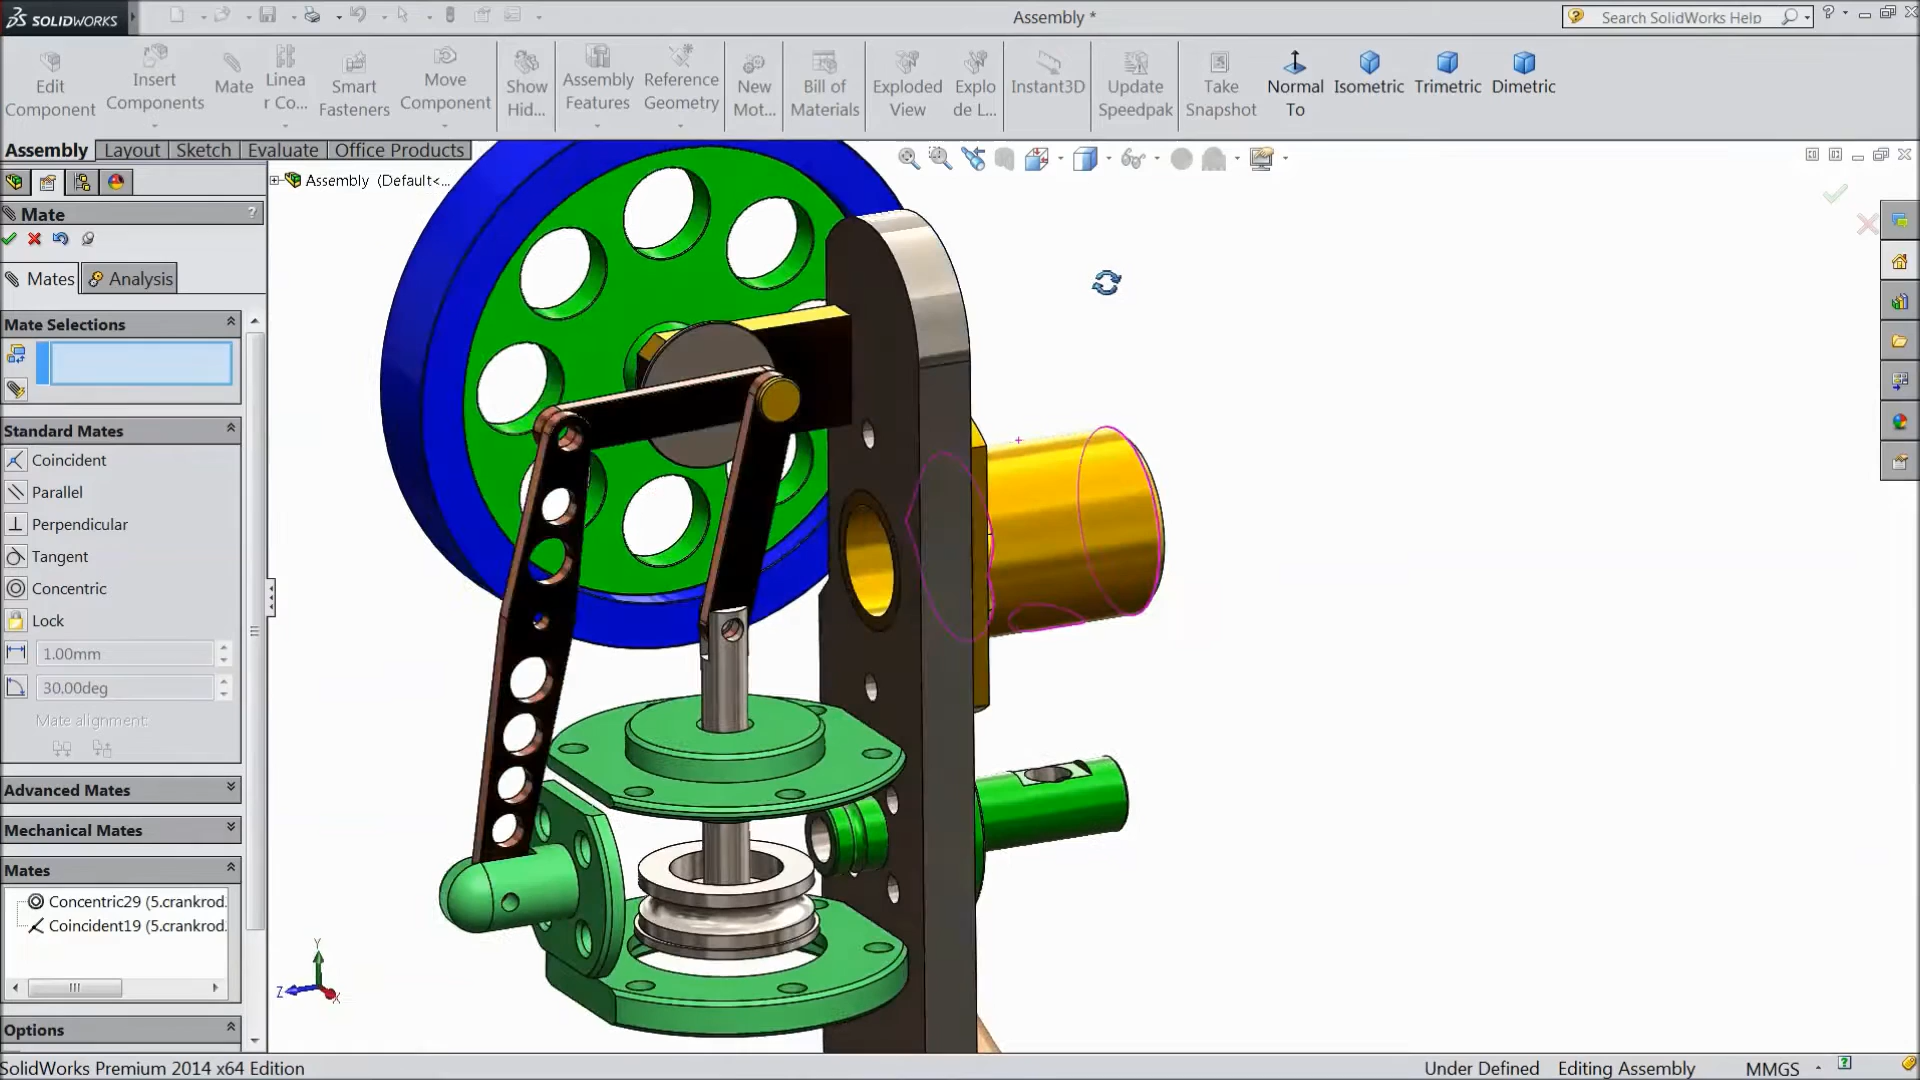 SOLIDWORKS
Assembly *
Search SolidWorks Help
Edit Component
Insert Components
Mate
Linea r Co...
Smart Fasteners
Move Component
Show Hid...
Assembly Features
Reference Geometry
New Mot...
Bill of Materials
Exploded View
Explo de L...
Instant3D
Update Speedpak
Take Snapshot
Normal To
Isometric
Trimetric
Dimetric
Assembly
Layout
Sketch
Evaluate
Office Products
Assembly (Default<...
Mate
?
Mates
Analysis
Mate Selections
Standard Mates
Coincident
Parallel
Perpendicular
Tangent
Concentric
Lock
1.00mm
30.00deg
Mate alignment:
Advanced Mates
Mechanical Mates
Mates
Concentric29 (5.crankrod.
Coincident19 (5.crankrod.
Options
Y
Z
X
SolidWorks Premium 2014 x64 Edition
Under Defined
Editing Assembly
MMGS